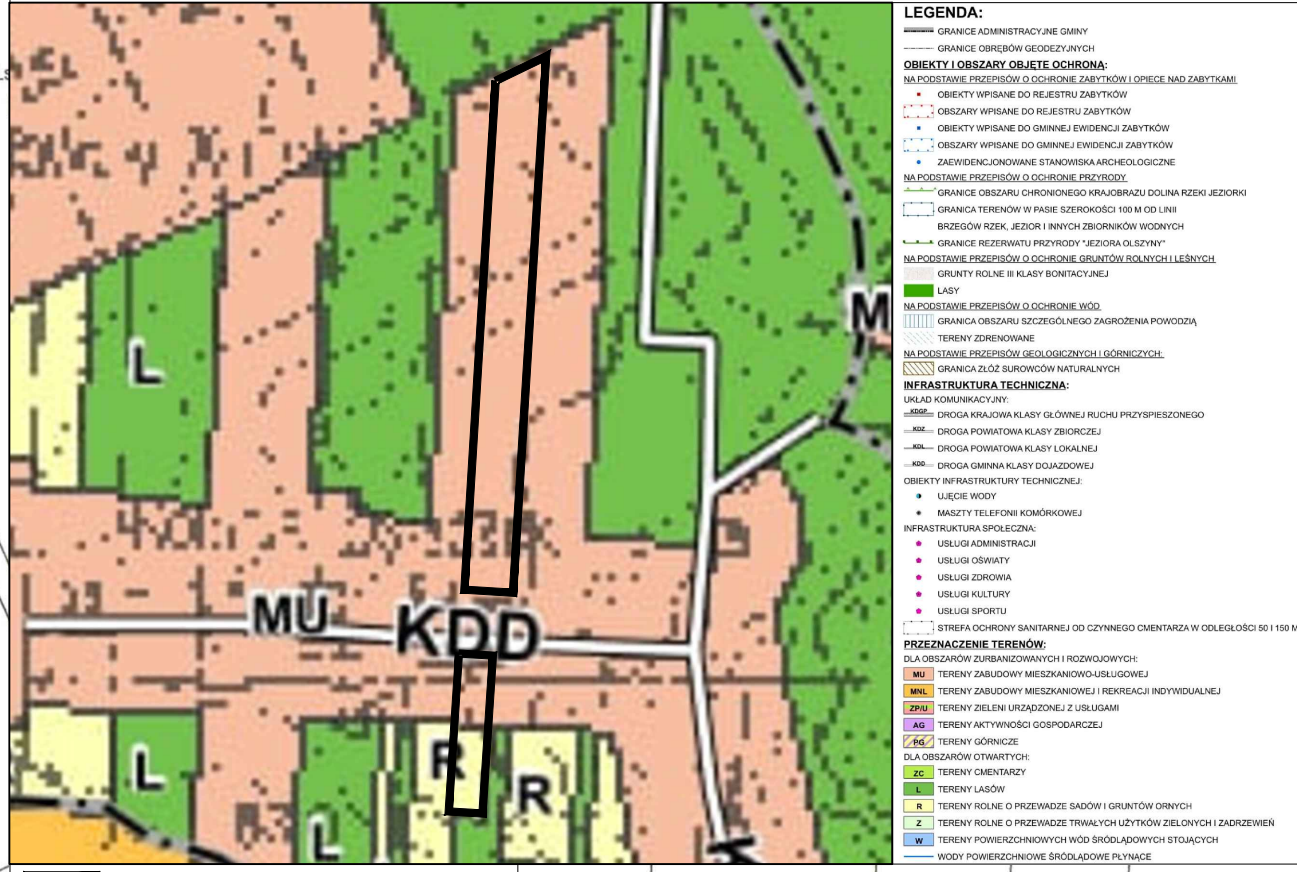 L
M
MU
KDD
L
R
R
L
LEGENDA:
GRANICE ADMINISTRACYJNE GMINY
GRANICE OBRĘBÓW GEODEZYJNYCH
OBIEKTY I OBSZARY OBJĘTE OCHRONĄ:
NA PODSTAWIE PRZEPISÓW O OCHRONIE ZABYTKÓW I OPIECE NAD ZABYTKAMI
OBIEKTY WPISANE DO REJESTRU ZABYTKÓW
OBSZARY WPISANE DO REJESTRU ZABYTKÓW
OBIEKTY WPISANE DO GMINNEJ EWIDENCJI ZABYTKÓW
OBSZARY WPISANE DO GMINNEJ EWIDENCJI ZABYTKÓW
ZAEWIDENCJONOWANE STANOWISKA ARCHEOLOGICZNE
NA PODSTAWIE PRZEPISÓW O OCHRONIE PRZYRODY
GRANICE OBSZARU CHRONIONEGO KRAJOBRAZU DOLINA RZEKI JEZIORKI
GRANICA TERENÓW W PASIE SZEROKOŚCI 100 M OD LINII
BRZEGÓW RZEK, JEZIOR I INNYCH ZBIORNIKÓW WODNYCH
GRANICE REZERWATU PRZYRODY "JEZIORA OLSZYNY"
NA PODSTAWIE PRZEPISÓW O OCHRONIE GRUNTÓW ROLNYCH I LEŚNYCH
GRUNTY ROLNE III KLASY BONITACYJNEJ
LASY
NA PODSTAWIE PRZEPISÓW O OCHRONIE WÓD
GRANICA OBSZARU SZCZEGÓLNEGO ZAGROŻENIA POWODZIĄ
TERENY ZDRENOWANE
NA PODSTAWIE PRZEPISÓW GEOLOGICZNYCH I GÓRNICZYCH:
GRANICA ZŁÓŻ SUROWCÓW NATURALNYCH
INFRASTRUKTURA TECHNICZNA:
UKŁAD KOMUNIKACYJNY:
KDGP DROGA KRAJOWA KLASY GŁÓWNEJ RUCHU PRZYSPIESZONEGO
KDZ DROGA POWIATOWA KLASY ZBIORCZEJ
KDL DROGA POWIATOWA KLASY LOKALNEJ
KDD DROGA GMINNA KLASY DOJAZDOWEJ
OBIEKTY INFRASTRUKTURY TECHNICZNEJ:
UJĘCIE WODY
MASZTY TELEFONII KOMÓRKOWEJ
INFRASTRUKTURA SPOŁECZNA:
USŁUGI ADMINISTRACJI
USŁUGI OŚWIATY
USŁUGI ZDROWIA
USŁUGI KULTURY
USŁUGI SPORTU
STREFA OCHRONY SANITARNEJ OD CZYNNEGO CMENTARZA W ODLEGŁOŚCI 50 I 150 M
PRZEZNACZENIE TERENÓW:
DLA OBSZARÓW ZURBANIZOWANYCH I ROZWOJOWYCH:
MU TERENY ZABUDOWY MIESZKANIOWO-USŁUGOWEJ
MNL TERENY ZABUDOWY MIESZKANIOWEJ I REKREACJI INDYWIDUALNEJ
ZP/U TERENY ZIELENI URZĄDZONEJ Z USŁUGAMI
AG TERENY AKTYWNOŚCI GOSPODARCZEJ
PG TERENY GÓRNICZE
DLA OBSZARÓW OTWARTYCH:
ZC TERENY CMENTARZY
L TERENY LASÓW
R TERENY ROLNE O PRZEWADZE SADÓW I GRUNTÓW ORNYCH
Z TERENY ROLNE O PRZEWADZE TRWAŁYCH UŻYTKÓW ZIELONYCH I ZADRZEWIEŃ
W TERENY POWIERZCHNIOWYCH WÓD ŚRÓDLĄDOWYCH STOJĄCYCH
WODY POWIERZCHNIOWE ŚRÓDLĄDOWE PŁYNĄCE